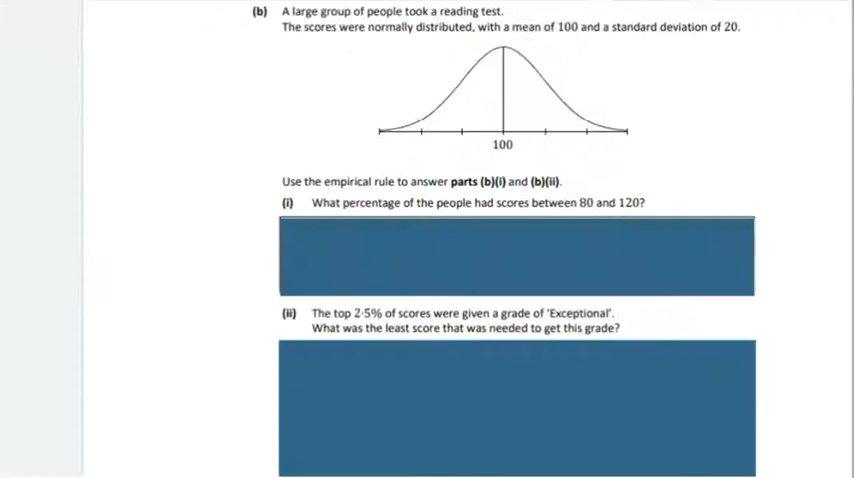 (b) A large group of people took a reading test.
The scores were normally distributed, with a mean of 100 and a standard deviation of 20.
100
Use the empirical rule to answer parts (b)(i) and (b)(ii).
(i) What percentage of the people had scores between 80 and 120?
(ii) The top 2·5% of scores were given a grade of 'Exceptional'.
What was the least score that was needed to get this grade?